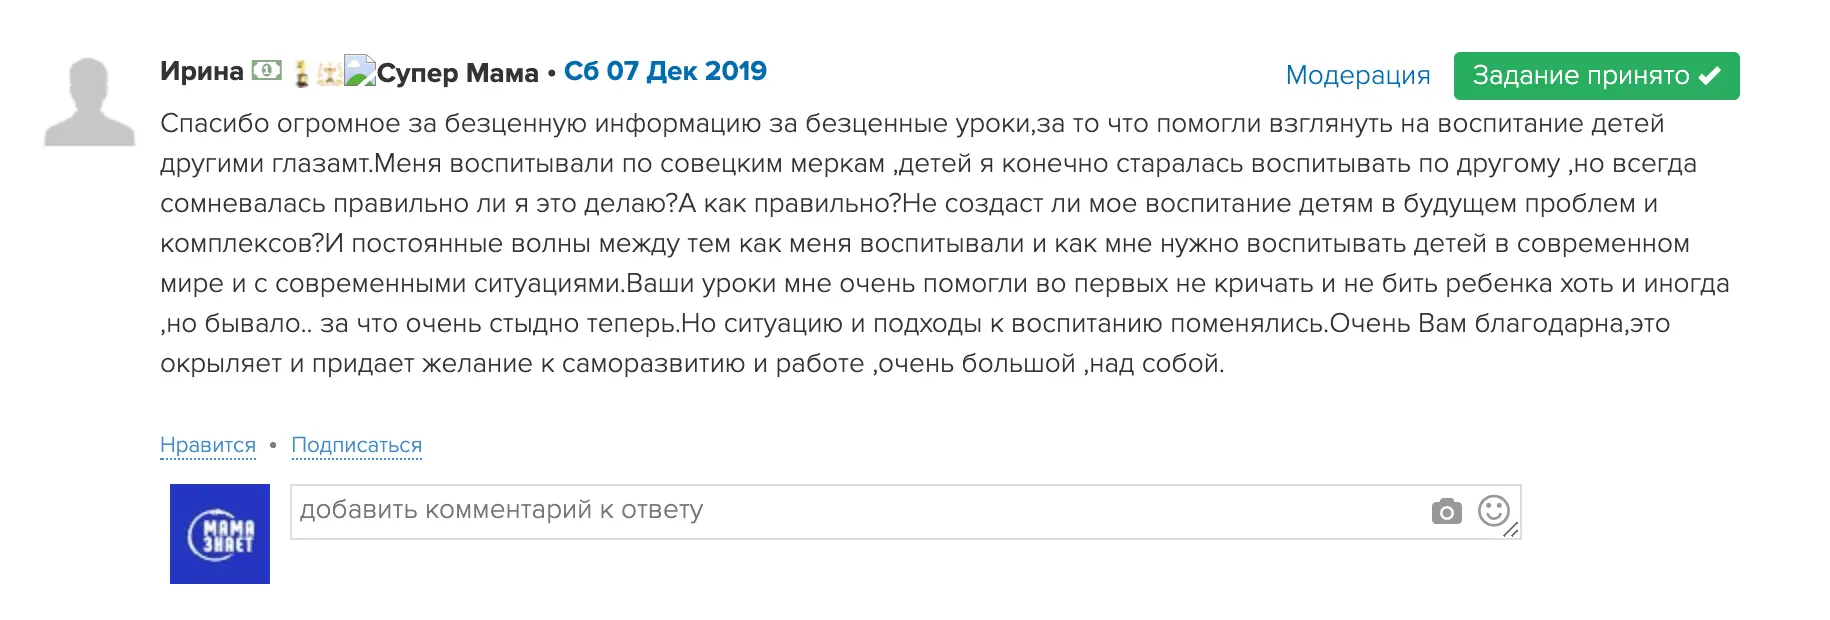 Ирина Супер Мама • Сб 07 Дек 2019
Модерация Задание принято
Спасибо огромное за безценную информацию за безценные уроки,за то что помогли взглянуть на воспитание детей
другими глазамт.Меня воспитывали по совецким меркам ,детей я конечно старалась воспитывать по другому ,но всегда
сомневалась правильно ли я это делаю?А как правильно?Не создаст ли мое воспитание детям в будущем проблем и
комплексов?И постоянные волны между тем как меня воспитывали и как мне нужно воспитывать детей в современном
мире и с современными ситуациями.Ваши уроки мне очень помогли во первых не кричать и не бить ребенка хоть и иногда
,но бывало.. за что очень стыдно теперь.Но ситуацию и подходы к воспитанию поменялись.Очень Вам благодарна,это
окрыляет и придает желание к саморазвитию и работе ,очень большой ,над собой.
Нравится • Подписаться
МАМА
ЗНАЕТ
добавить комментарий к ответу